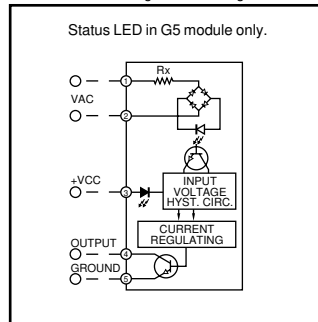 Status LED in G5 module only.
Rx
1
VAC
2
+VCC
3
INPUT
VOLTAGE
HYST. CIRC.
CURRENT
REGULATING
OUTPUT
4
GROUND
5